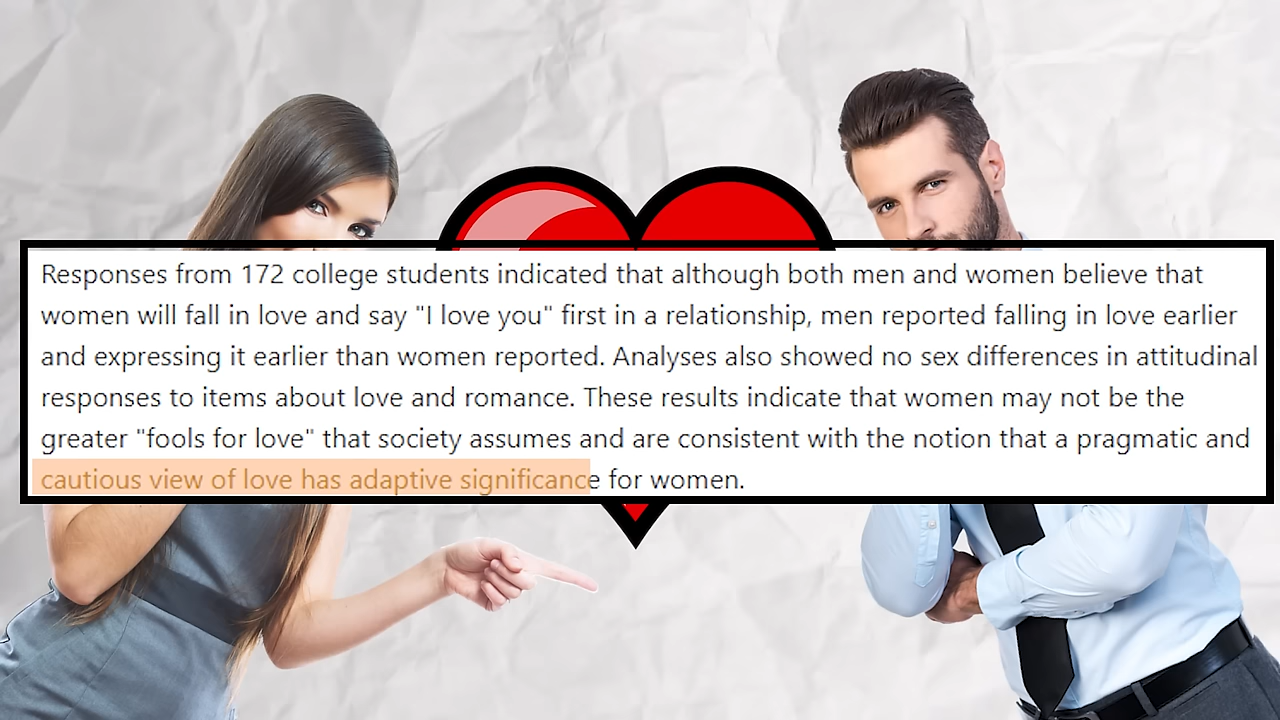 Responses from 172 college students indicated that although both men and women believe that
women will fall in love and say "I love you" first in a relationship, men reported falling in love earlier
and expressing it earlier than women reported. Analyses also showed no sex differences in attitudinal
responses to items about love and romance. These results indicate that women may not be the
greater "fools for love" that society assumes and are consistent with the notion that a pragmatic and
cautious view of love has adaptive significance for women.